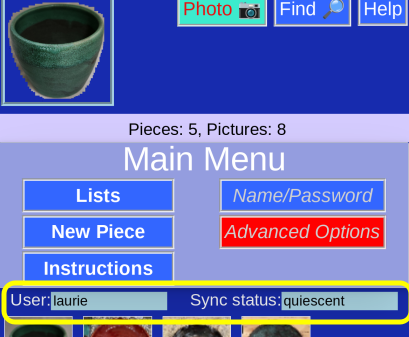 Photo Find Help
Pieces: 5, Pictures: 8
Main Menu
Lists Name/Password
New Piece Advanced Options
Instructions
User: laurie Sync status: quiescent